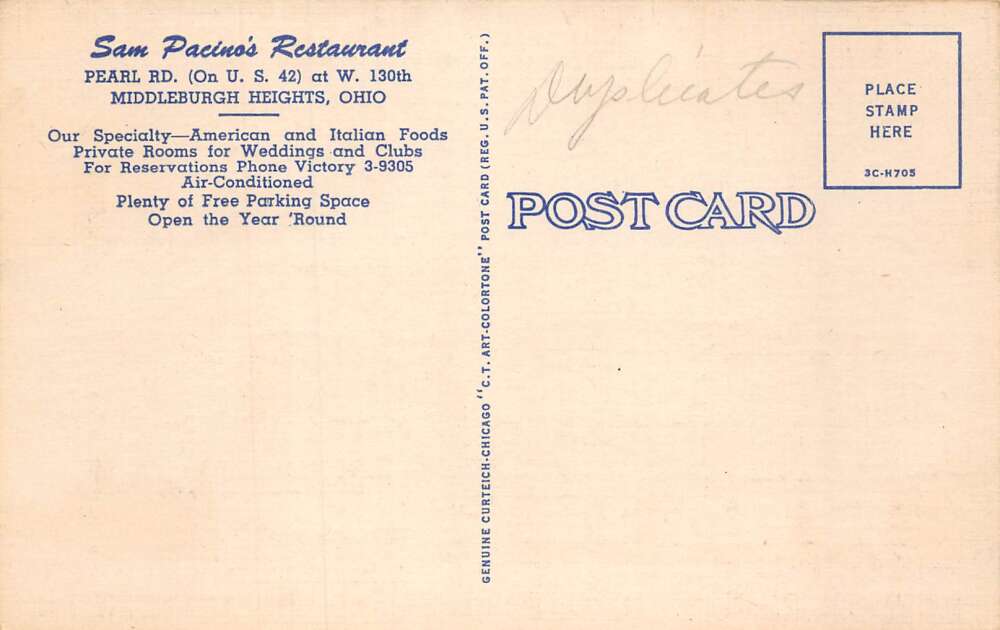 Sam Pacino's Restaurant
PEARL RD. (On U. S. 42) at W. 130th
MIDDLEBURGH HEIGHTS, OHIO
Our Specialty—American and Italian Foods
Private Rooms for Weddings and Clubs
For Reservations Phone Victory 3-9305
Air-Conditioned
Plenty of Free Parking Space
Open the Year 'Round
GENUINE CURTEICH-CHICAGO "C.T. ART-COLORTONE" POST CARD (REG. U.S. PAT. OFF.)
Duplicates
POST CARD
PLACE
STAMP
HERE
3C-H705